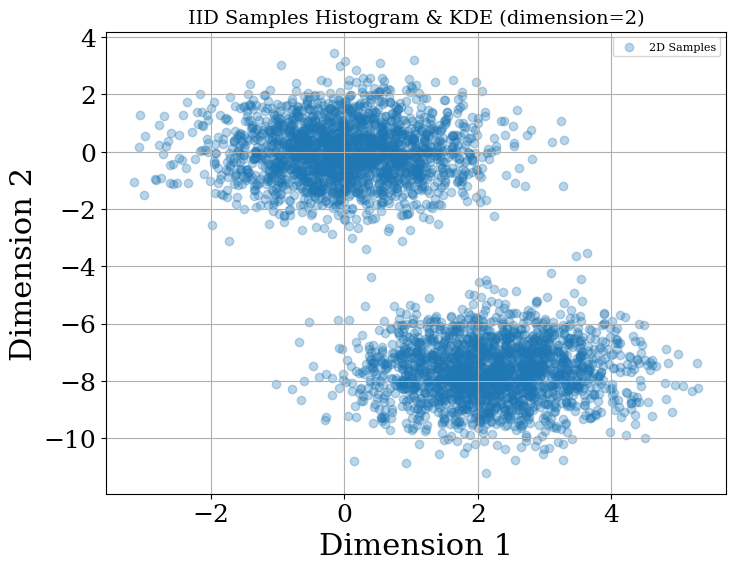 IID Samples Histogram & KDE (dimension=2)
2D Samples
4
2
0
−2
−4
−6
−8
−10
Dimension 2
−2 0 2 4
Dimension 1